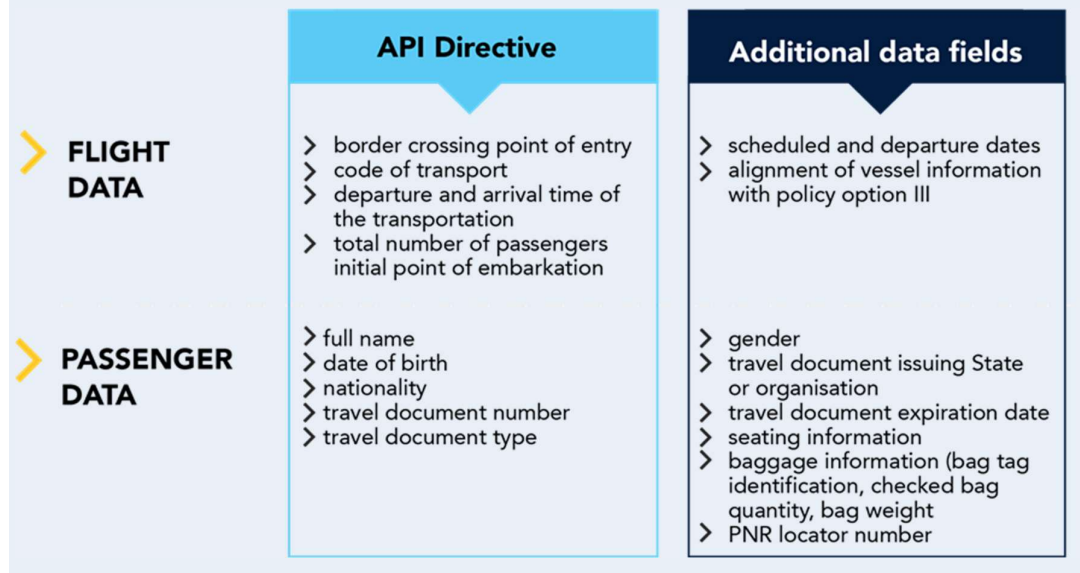 API Directive
Additional data fields
FLIGHT
DATA
border crossing point of entry
code of transport
departure and arrival time of
the transportation
total number of passengers
initial point of embarkation
scheduled and departure dates
alignment of vessel information
with policy option III
PASSENGER
DATA
full name
date of birth
nationality
travel document number
travel document type
gender
travel document issuing State
or organisation
travel document expiration date
seating information
baggage information (bag tag
identification, checked bag
quantity, bag weight
PNR locator number